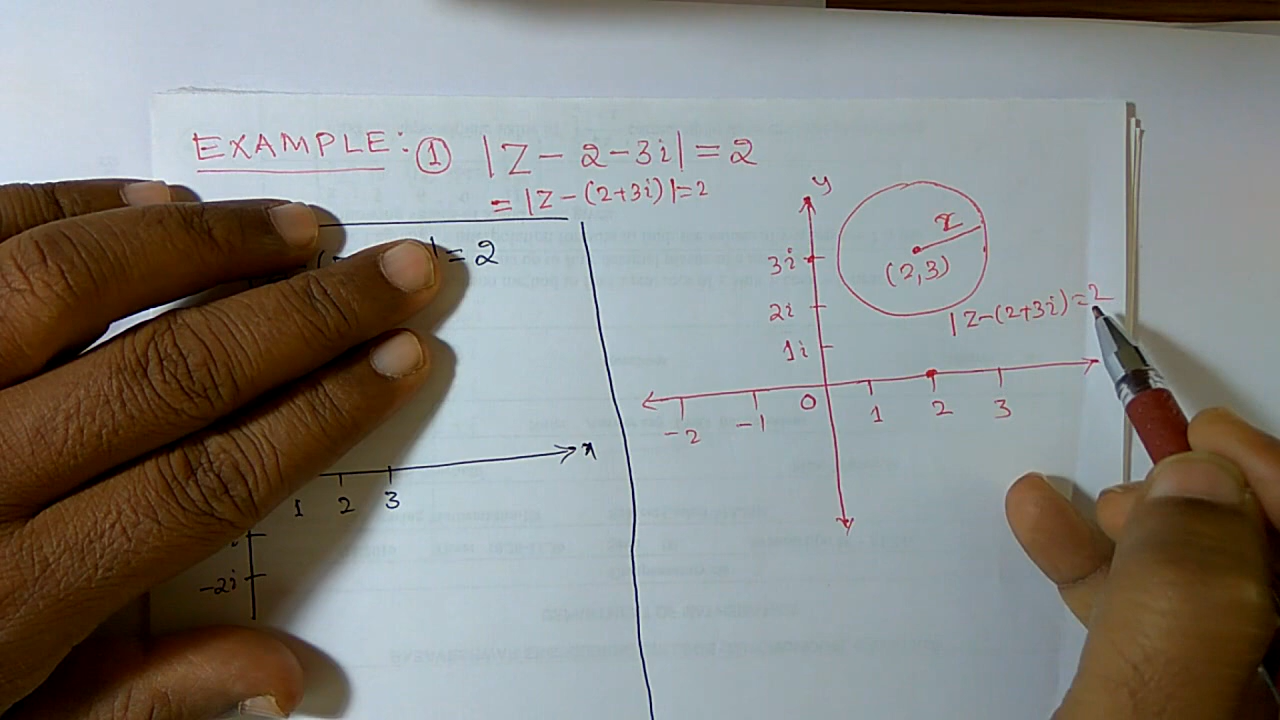 EXAMPLE: ① |Z - 2 - 3i| = 2
= |Z - (2+3i)| = 2
| = 2
x
1 2 3
-2i
y
3i
2i
1i
(2,3)
|Z-(2+3i) = 2
-2 -1 0 1 2 3